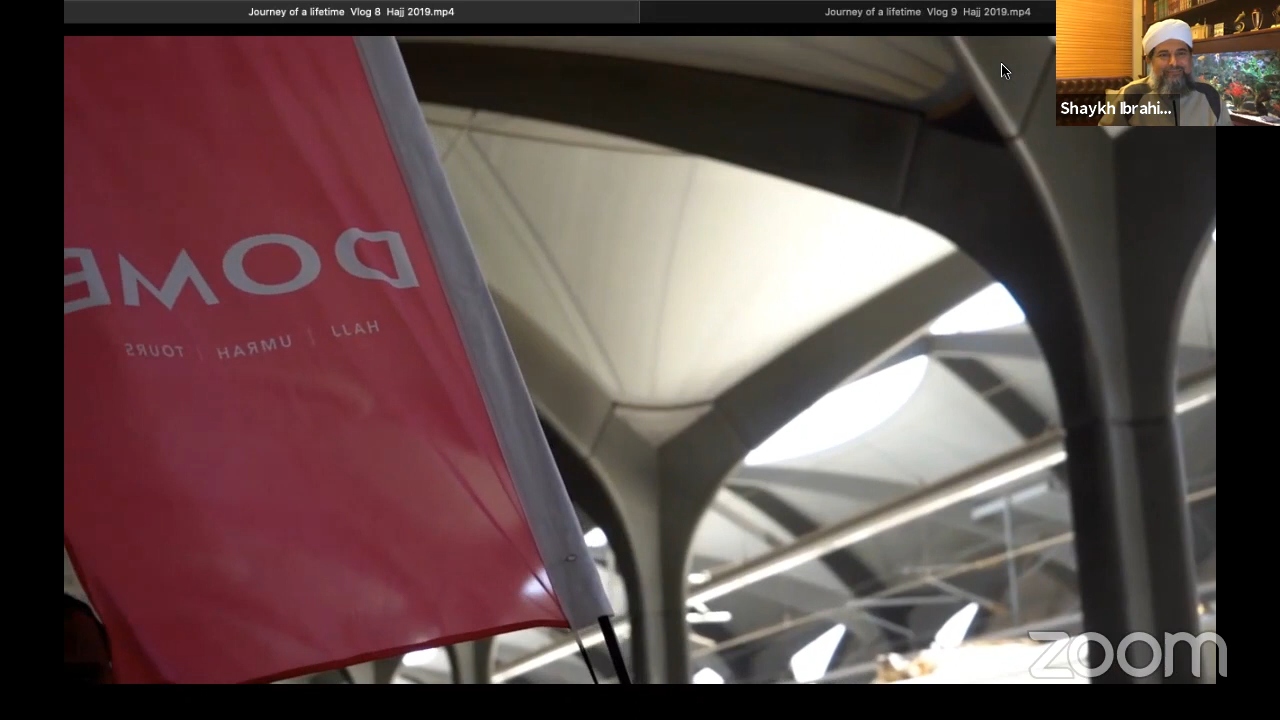 Journey of a lifetime Vlog 8 Hajj 2019.mp4
Journey of a lifetime Vlog 9 Hajj 2019.mp4
Shaykh Ibrahi...
DOME
HAJJ | UMRAH | TOURS
zoom